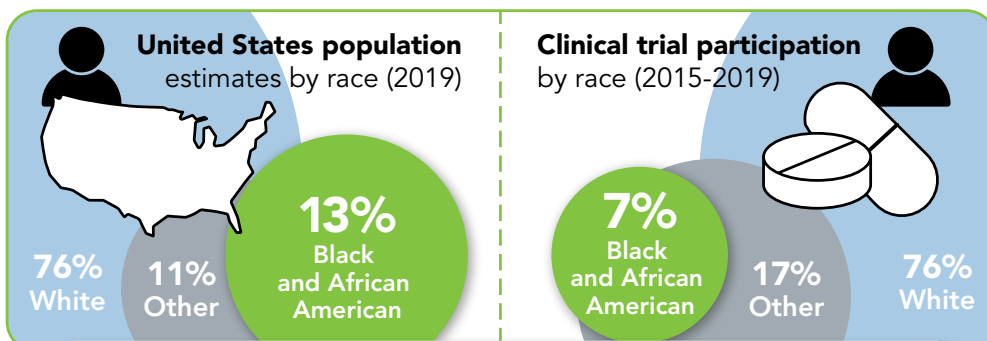 United States population
estimates by race (2019)
13%
Black
and African
American
76%
White
11%
Other
Clinical trial participation
by race (2015-2019)
7%
Black
and African
American
17%
Other
76%
White